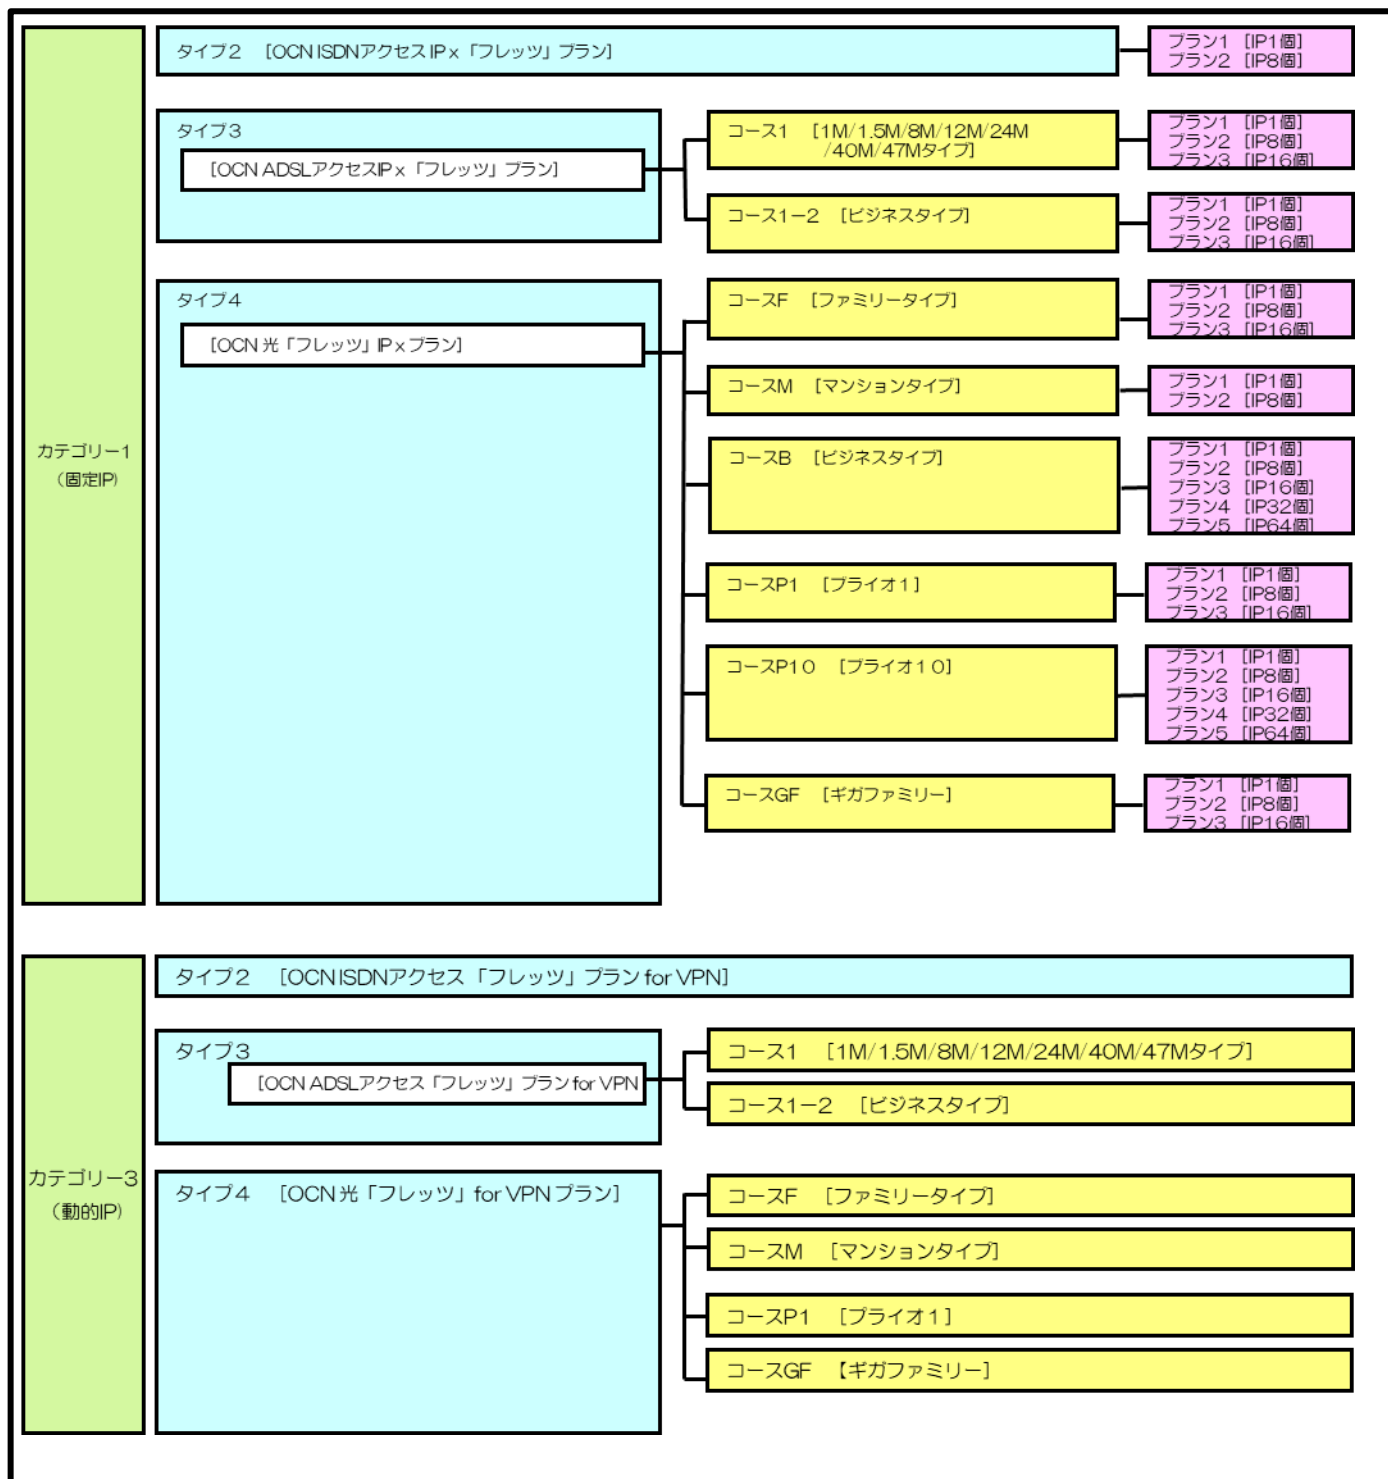 タイプ２　［OCN ISDNアクセス IP x「フレッツ」プラン］
プラン1　［IP1個］
プラン2　［IP8個］
タイプ３
［OCN ADSLアクセスIP x「フレッツ」プラン］
コース1　［1M/1.5M/8M/12M/24M
/40M/47Mタイプ］
プラン1　［IP1個］
プラン2　［IP8個］
プラン3　［IP16個］
コース1－2　［ビジネスタイプ］
プラン1　［IP1個］
プラン2　［IP8個］
プラン3　［IP16個］
タイプ４
［OCN 光「フレッツ」IP x プラン］
コースF　［ファミリータイプ］
プラン1　［IP1個］
プラン2　［IP8個］
プラン3　［IP16個］
コースM　［マンションタイプ］
プラン1　［IP1個］
プラン2　［IP8個］
カテゴリー1
（固定IP)
コースB　［ビジネスタイプ］
プラン1　［IP1個］
プラン2　［IP8個］
プラン3　［IP16個］
プラン4　［IP32個］
プラン5　［IP64個］
コースP1　［プライオ１］
プラン1　［IP1個］
プラン2　［IP8個］
プラン3　［IP16個］
コースP1０　［プライオ１０］
プラン1　［IP1個］
プラン2　［IP8個］
プラン3　［IP16個］
プラン4　［IP32個］
プラン5　［IP64個］
コースGF　［ギガファミリー］
プラン1　［IP1個］
プラン2　［IP8個］
プラン3　［IP16個］
タイプ２　［OCN ISDNアクセス「フレッツ」プラン for VPN］
タイプ３
［OCN ADSLアクセス「フレッツ」プラン for VPN
コース1　［1M/1.5M/8M/12M/24M/40M/47Mタイプ］
コース1－2　［ビジネスタイプ］
カテゴリー3
（動的IP)
タイプ４　［OCN 光「フレッツ」for VPN プラン］
コースF　［ファミリータイプ］
コースM　［マンションタイプ］
コースP1　［プライオ１］
コースGF　【ギガファミリー］